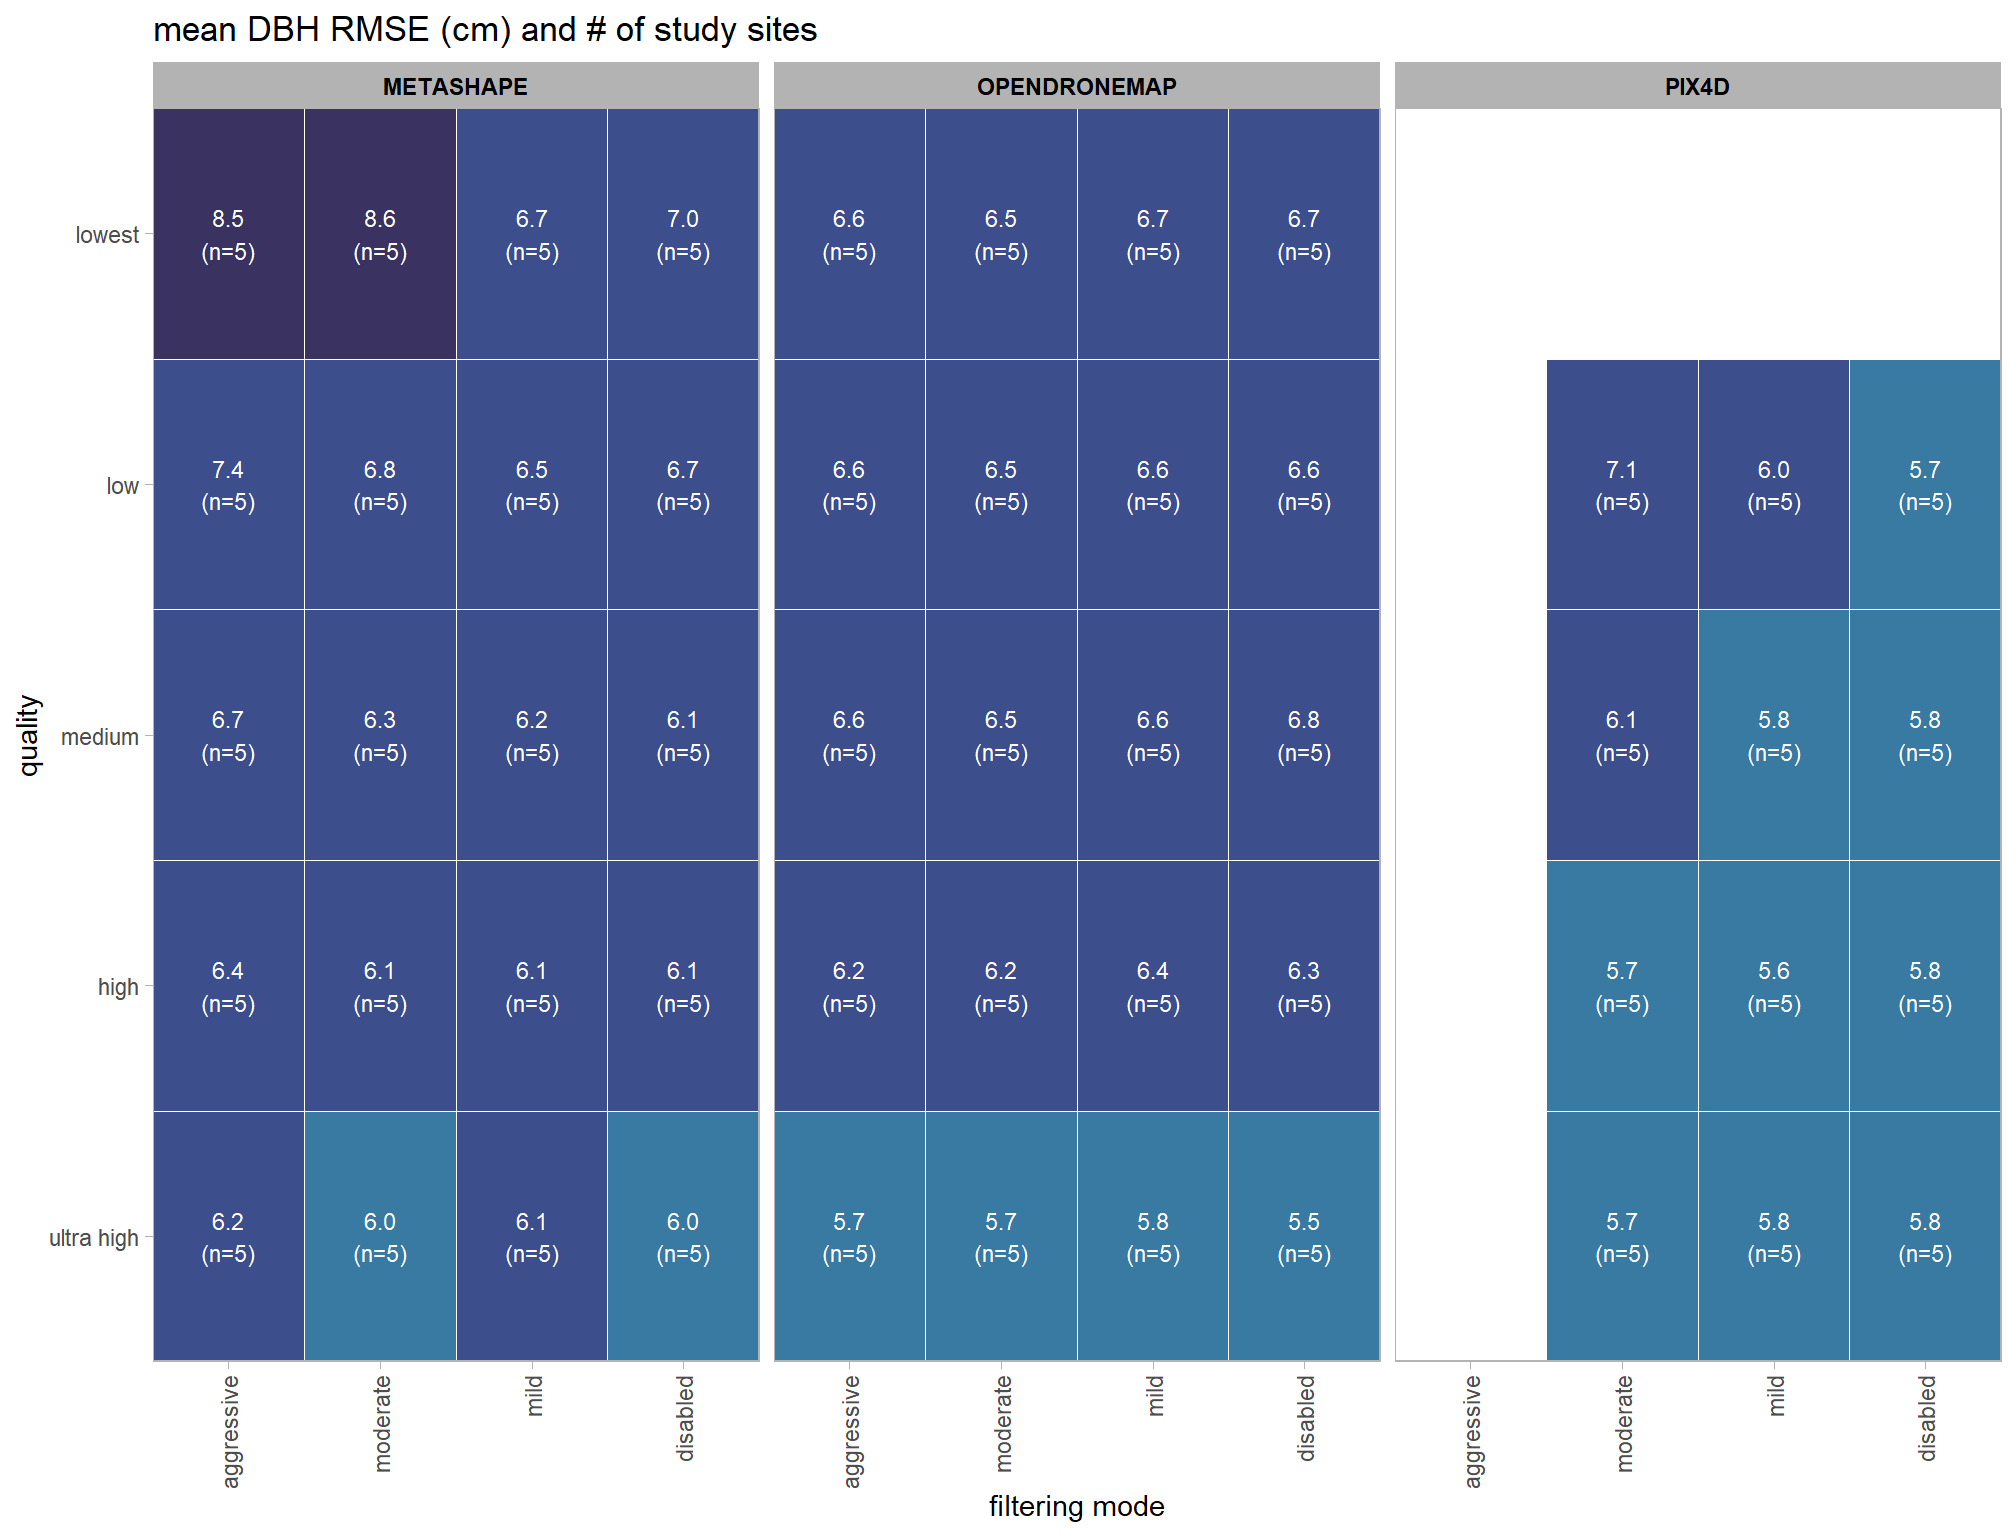 mean DBH RMSE (cm) and # of study sites
METASHAPE OPENDRONEMAP PIX4D
quality
lowest
8.5 8.6 6.7 7.0 6.6 6.5 6.7 6.7
(n=5) (n=5) (n=5) (n=5) (n=5) (n=5) (n=5) (n=5)
low
7.4 6.8 6.5 6.7 6.6 6.5 6.6 6.6 7.1 6.0 5.7
(n=5) (n=5) (n=5) (n=5) (n=5) (n=5) (n=5) (n=5) (n=5) (n=5) (n=5)
medium
6.7 6.3 6.2 6.1 6.6 6.5 6.6 6.8 6.1 5.8 5.8
(n=5) (n=5) (n=5) (n=5) (n=5) (n=5) (n=5) (n=5) (n=5) (n=5) (n=5)
high
6.4 6.1 6.1 6.1 6.2 6.2 6.4 6.3 5.7 5.6 5.8
(n=5) (n=5) (n=5) (n=5) (n=5) (n=5) (n=5) (n=5) (n=5) (n=5) (n=5)
ultra high
6.2 6.0 6.1 6.0 5.7 5.7 5.8 5.5 5.7 5.8 5.8
(n=5) (n=5) (n=5) (n=5) (n=5) (n=5) (n=5) (n=5) (n=5) (n=5) (n=5)
aggressive moderate mild disabled aggressive moderate mild disabled aggressive moderate mild disabled
filtering mode